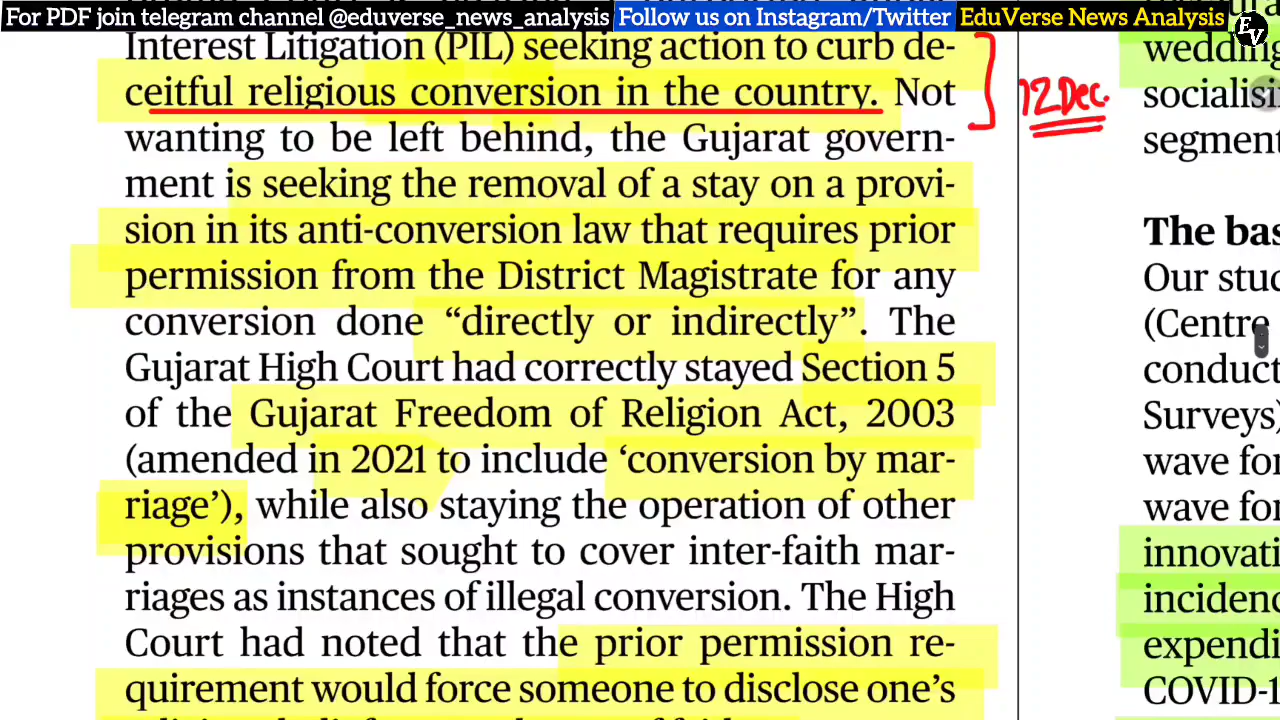 For PDF join telegram channel @eduverse_news_analysis Follow us on Instagram/Twitter EduVerse News Analysis
EV
Interest Litigation (PIL) seeking action to curb de-
ceitful religious conversion in the country. Not
wanting to be left behind, the Gujarat govern-
ment is seeking the removal of a stay on a provi-
sion in its anti-conversion law that requires prior
permission from the District Magistrate for any
conversion done “directly or indirectly”. The
Gujarat High Court had correctly stayed Section 5
of the Gujarat Freedom of Religion Act, 2003
(amended in 2021 to include ‘conversion by mar-
riage’), while also staying the operation of other
provisions that sought to cover inter-faith mar-
riages as instances of illegal conversion. The High
Court had noted that the prior permission re-
quirement would force someone to disclose one’s
12 Dec.
wedding
socialisi
segment
The bas
Our stud
(Centre
conduct
Surveys)
wave for
wave for
innovati
incidenc
expendi
COVID-1